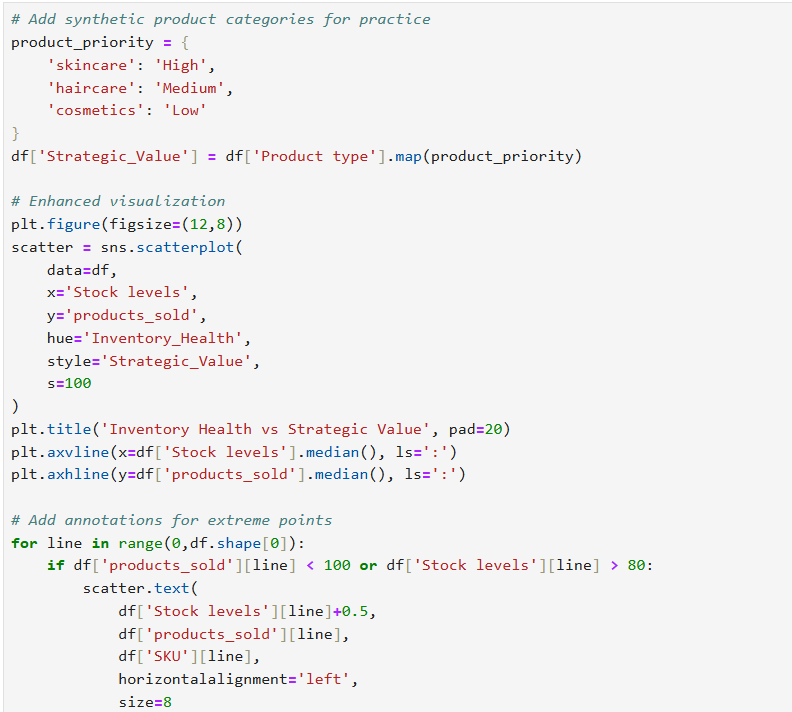 # Add synthetic product categories for practice
product_priority = {
    'skincare': 'High',
    'haircare': 'Medium',
    'cosmetics': 'Low'
}
df['Strategic_Value'] = df['Product type'].map(product_priority)

# Enhanced visualization
plt.figure(figsize=(12,8))
scatter = sns.scatterplot(
    data=df,
    x='Stock levels',
    y='products_sold',
    hue='Inventory_Health',
    style='Strategic_Value',
    s=100
)
plt.title('Inventory Health vs Strategic Value', pad=20)
plt.axvline(x=df['Stock levels'].median(), ls=':')
plt.axhline(y=df['products_sold'].median(), ls=':')

# Add annotations for extreme points
for line in range(0,df.shape[0]):
    if df['products_sold'][line] < 100 or df['Stock levels'][line] > 80:
        scatter.text(
            df['Stock levels'][line]+0.5,
            df['products_sold'][line],
            df['SKU'][line],
            horizontalalignment='left',
            size=8